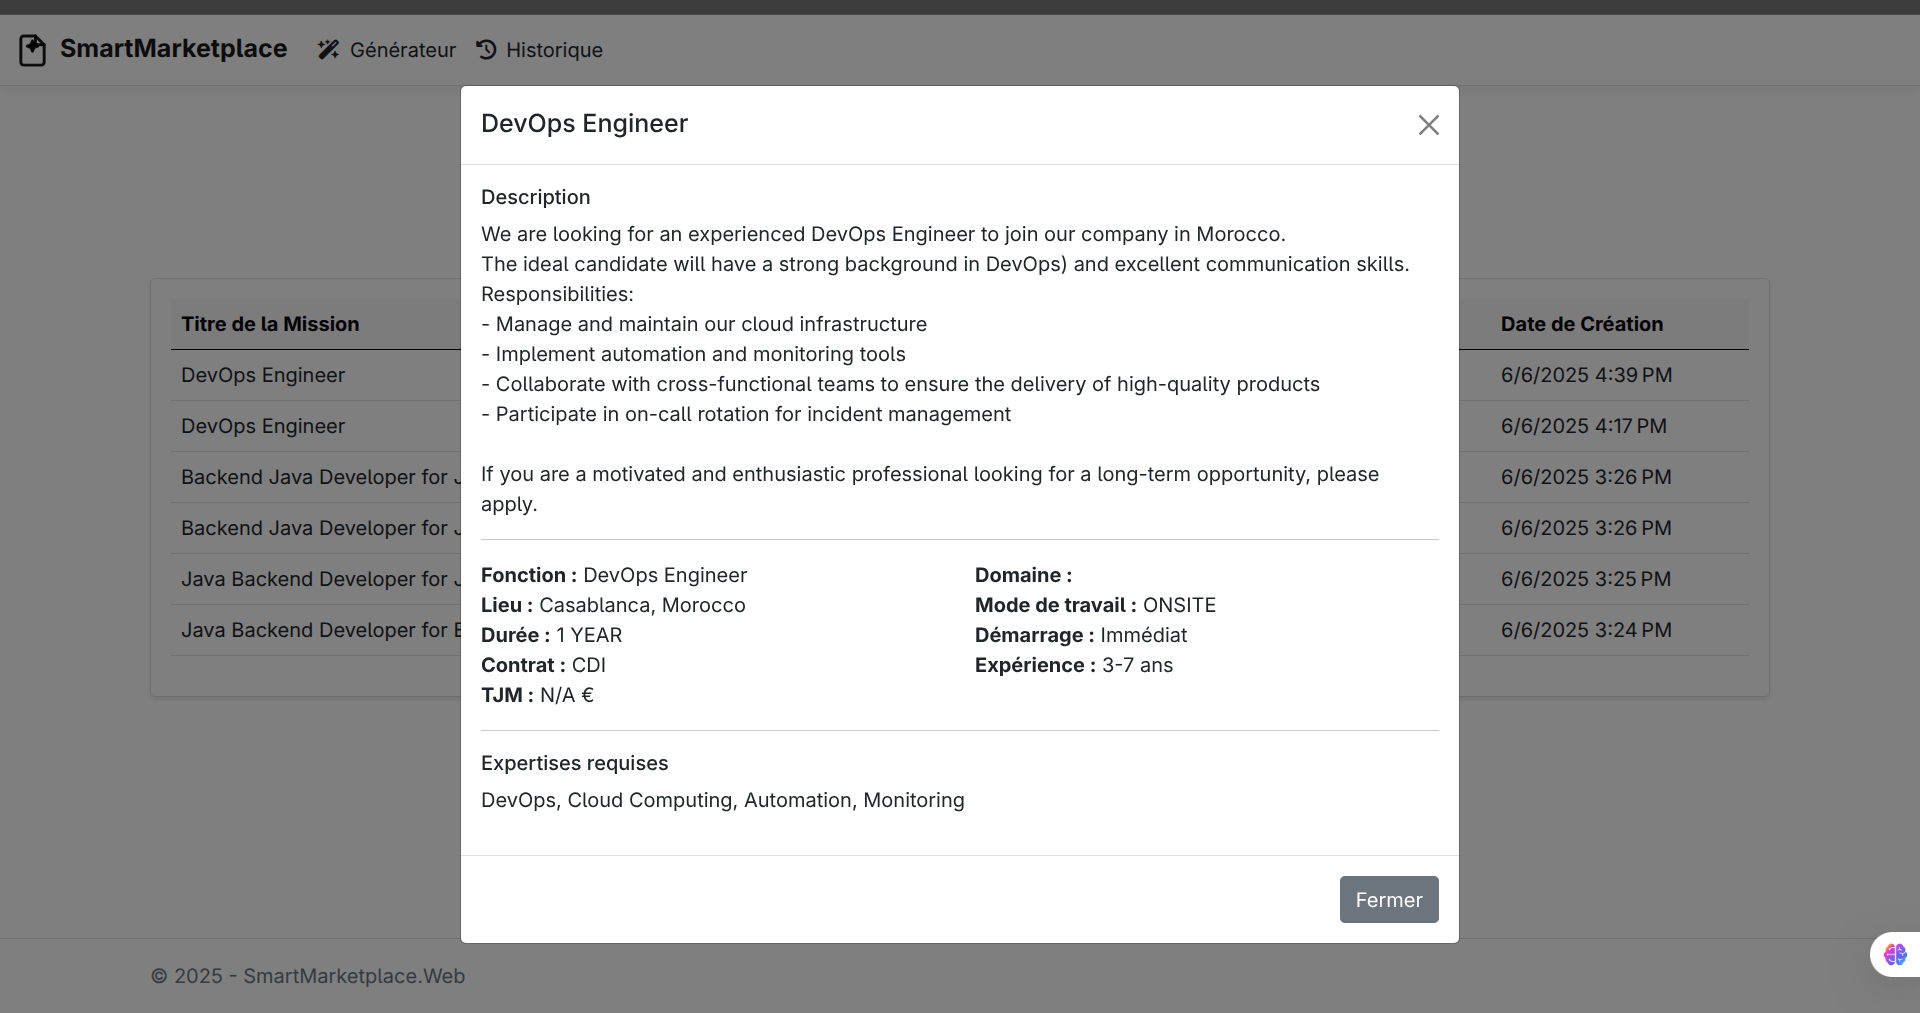 SmartMarketplace Générateur Historique
DevOps Engineer
Description
We are looking for an experienced DevOps Engineer to join our company in Morocco.
The ideal candidate will have a strong background in DevOps) and excellent communication skills.
Responsibilities:
- Manage and maintain our cloud infrastructure
- Implement automation and monitoring tools
- Collaborate with cross-functional teams to ensure the delivery of high-quality products
- Participate in on-call rotation for incident management
If you are a motivated and enthusiastic professional looking for a long-term opportunity, please
apply.
Fonction : DevOps Engineer
Domaine :
Lieu : Casablanca, Morocco
Mode de travail : ONSITE
Durée : 1 YEAR
Démarrage : Immédiat
Contrat : CDI
Expérience : 3-7 ans
TJM : N/A €
Expertises requises
DevOps, Cloud Computing, Automation, Monitoring
Fermer
Titre de la Mission
Date de Création
DevOps Engineer
6/6/2025 4:39 PM
DevOps Engineer
6/6/2025 4:17 PM
Backend Java Developer for
6/6/2025 3:26 PM
Backend Java Developer for
6/6/2025 3:26 PM
Java Backend Developer for
6/6/2025 3:25 PM
Java Backend Developer for
6/6/2025 3:24 PM
© 2025 - SmartMarketplace.Web